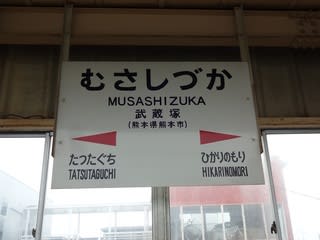 むさしづか
MUSASHIZUKA
武蔵塚
(熊本県熊本市)
たつたぐち ひかりのもり
TATSUTAGUCHI HIKARINOMORI